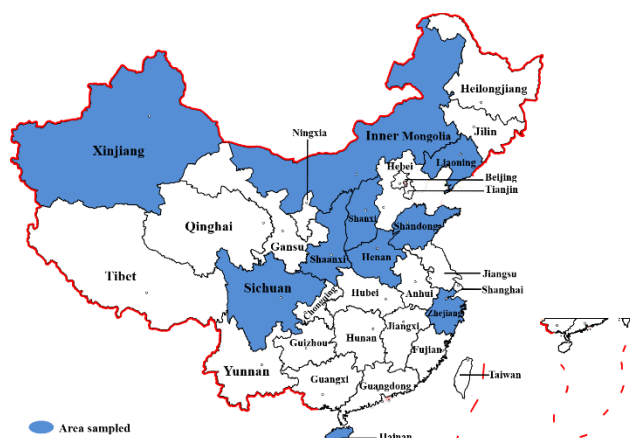 Heilongjiang
Jilin
Ningxia
Inner Mongolia
Xinjiang
Liaoning
Hebei
Beijing
Tianjin
Qinghai
Shanxi
Shandong
Gansu
Shaanxi
Henan
Tibet
Jiangsu
Sichuan
Shanghai
Chongqing
Hubei
Anhui
Zhejiang
Jiangxi
Guizhou
Hunan
Fujian
Yunnan
Taiwan
Guangxi
Guangdong
Area sampled
Hainan